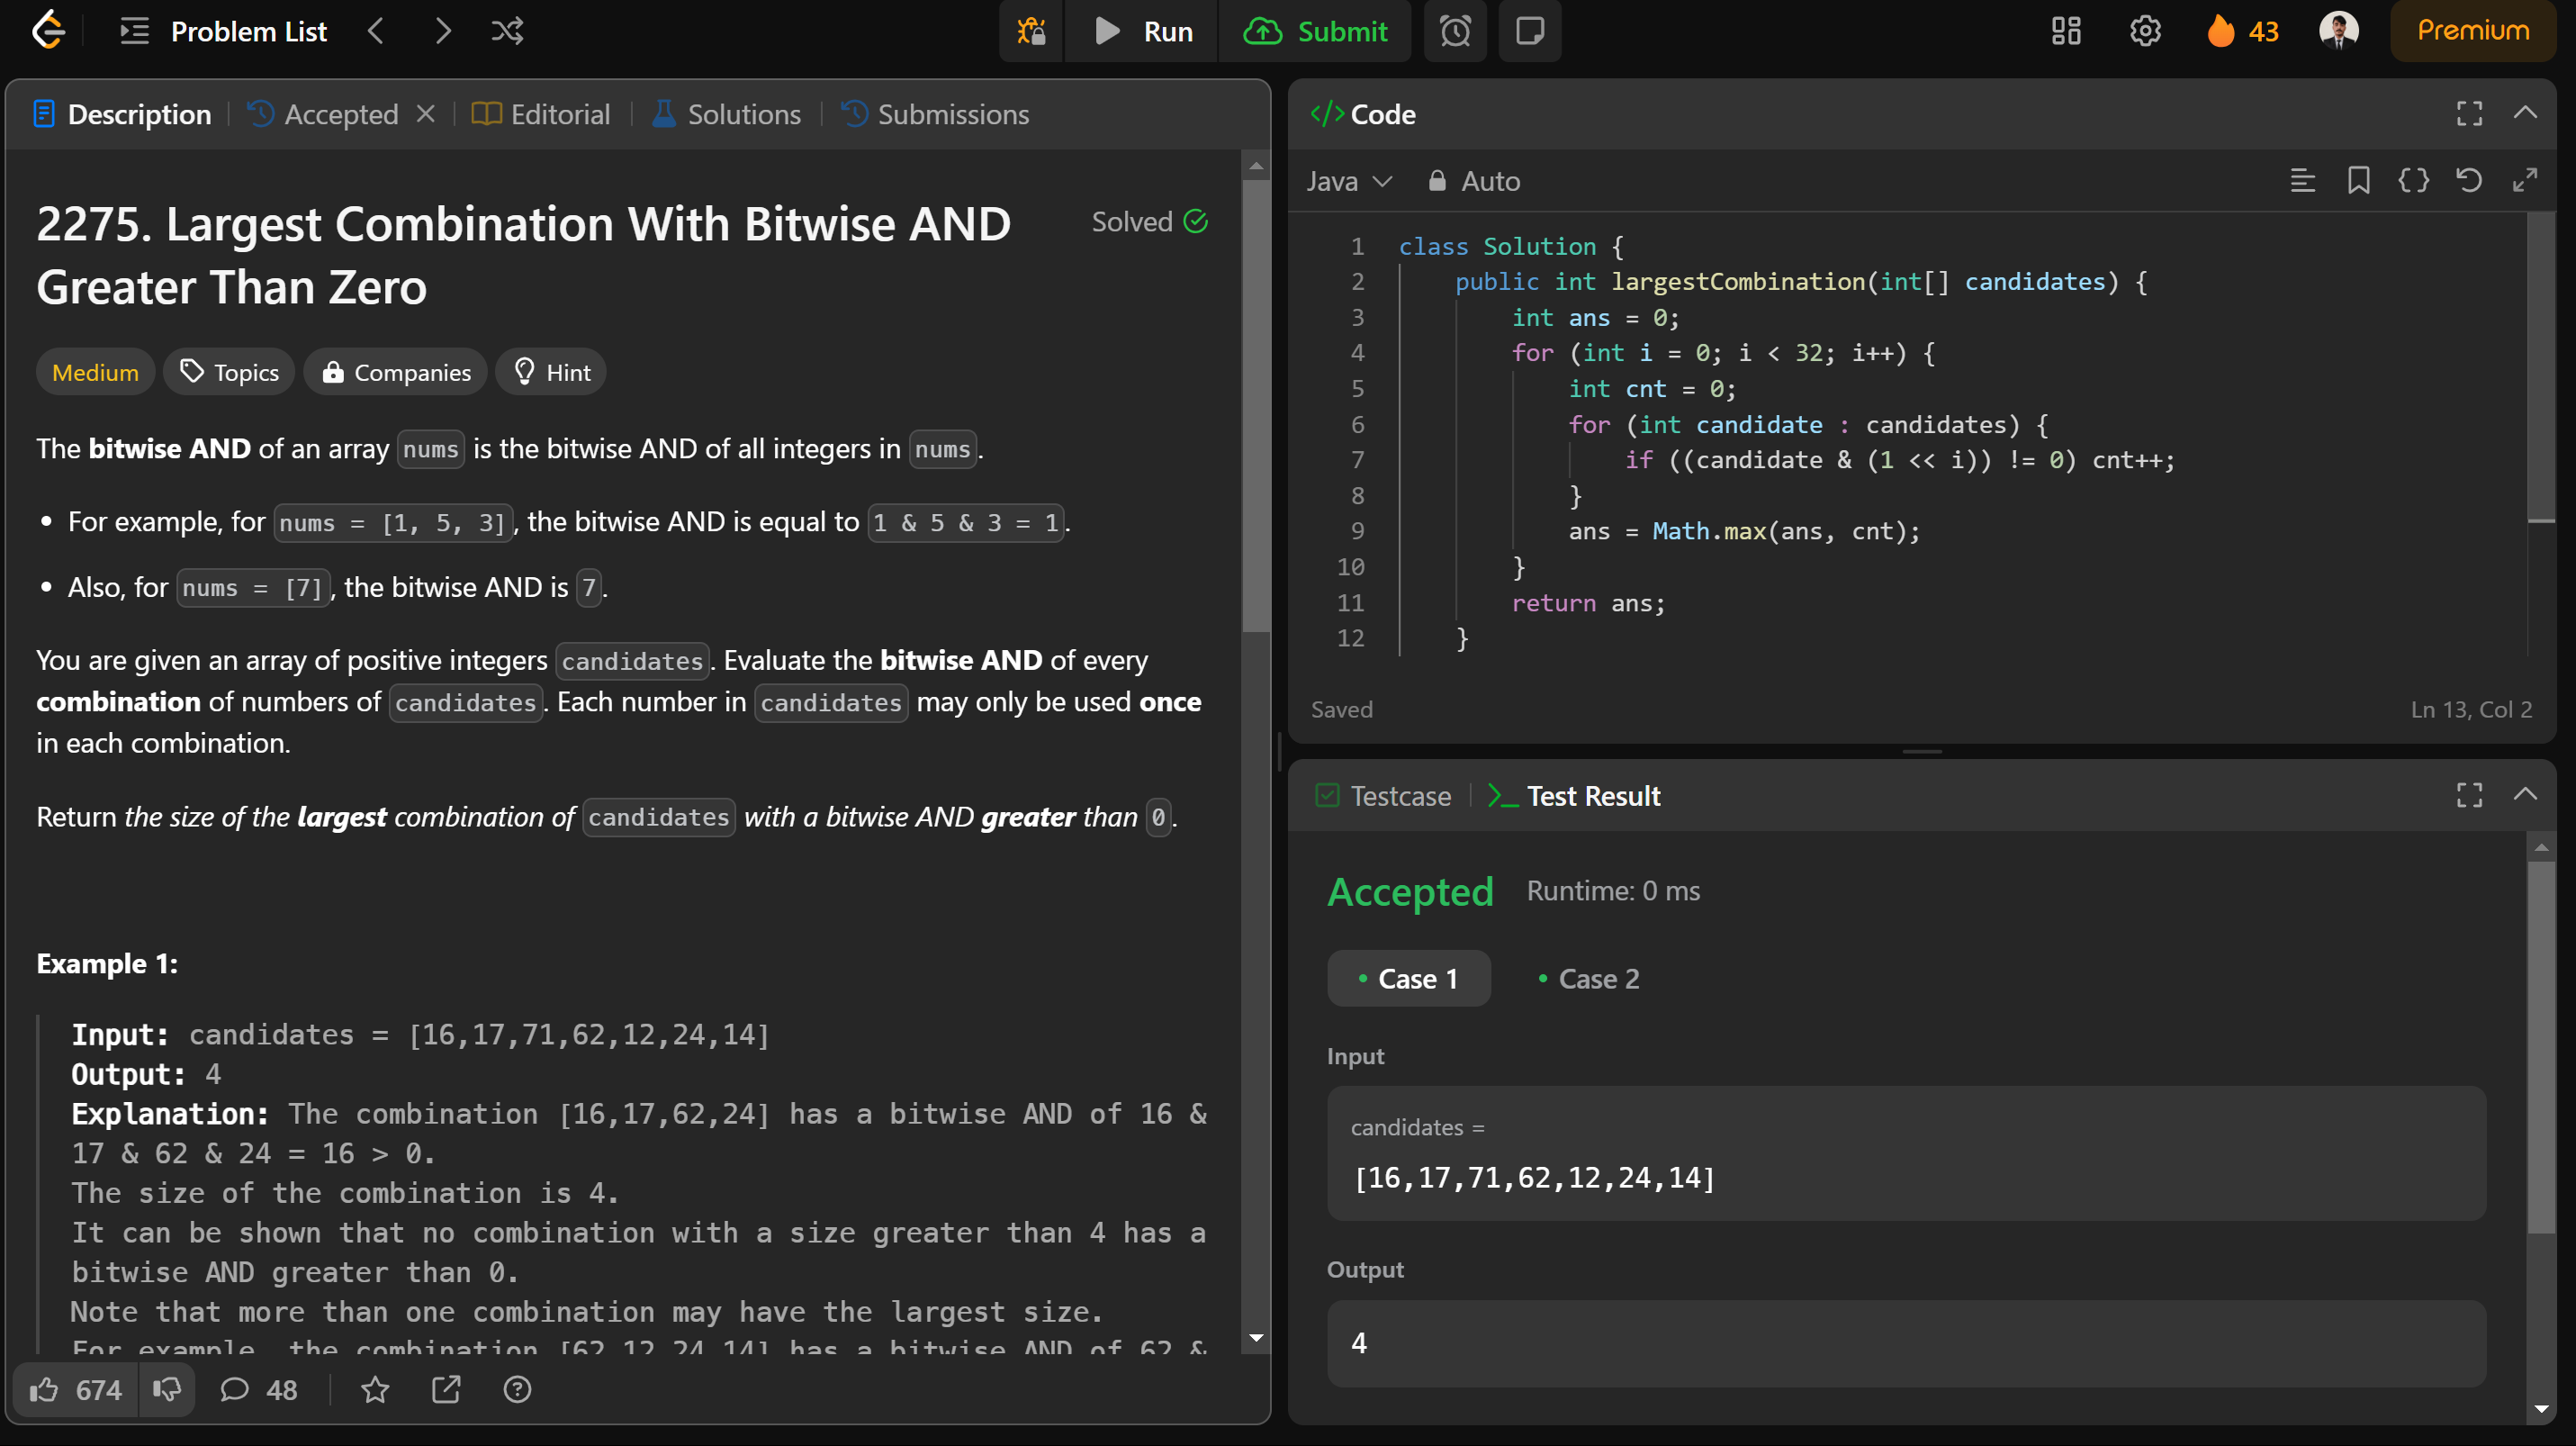 Problem List
Run
Submit
43
Premium
Description
Accepted
Editorial
Solutions
Submissions
2275. Largest Combination With Bitwise AND
Greater Than Zero
Solved
Medium
Topics
Companies
Hint
The bitwise AND of an array nums is the bitwise AND of all integers in nums.
• For example, for nums = [1, 5, 3], the bitwise AND is equal to 1 & 5 & 3 = 1.
• Also, for nums = [7], the bitwise AND is 7.
You are given an array of positive integers candidates. Evaluate the bitwise AND of every
combination of numbers of candidates. Each number in candidates may only be used once
in each combination.
Return the size of the largest combination of candidates with a bitwise AND greater than 0.
Example 1:
Input: candidates = [16,17,71,62,12,24,14]
Output: 4
Explanation: The combination [16,17,62,24] has a bitwise AND of 16 &
17 & 62 & 24 = 16 > 0.
The size of the combination is 4.
It can be shown that no combination with a size greater than 4 has a
bitwise AND greater than 0.
Note that more than one combination may have the largest size.
For example, the combination [62,12,24,14] has a bitwise AND of 62 &
674
48
</> Code
Java
Auto
1 class Solution {
2 public int largestCombination(int[] candidates) {
3 int ans = 0;
4 for (int i = 0; i < 32; i++) {
5 int cnt = 0;
6 for (int candidate : candidates) {
7 if ((candidate & (1 << i)) != 0) cnt++;
8 }
9 ans = Math.max(ans, cnt);
10 }
11 return ans;
12 }
Saved
Ln 13, Col 2
Testcase
Test Result
Accepted
Runtime: 0 ms
• Case 1
• Case 2
Input
candidates =
[16,17,71,62,12,24,14]
Output
4